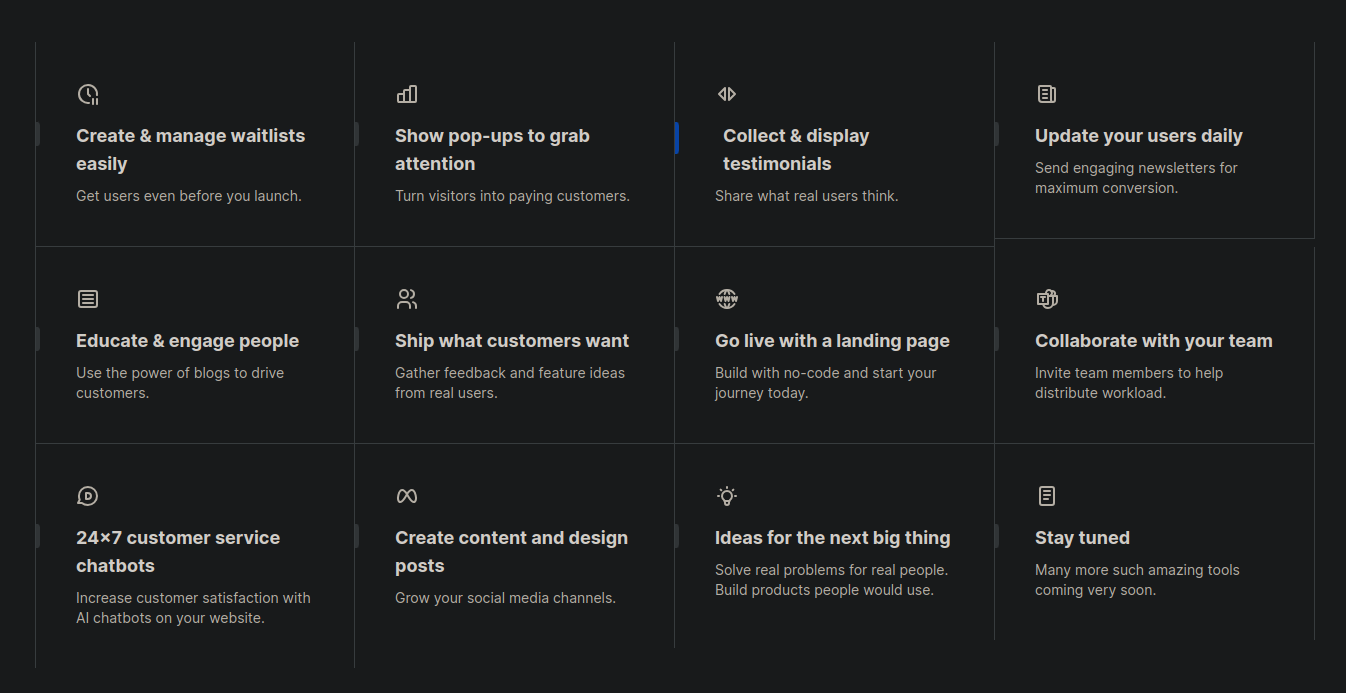 Create & manage waitlists
easily
Get users even before you launch.
Show pop-ups to grab
attention
Turn visitors into paying customers.
Collect & display
testimonials
Share what real users think.
Update your users daily
Send engaging newsletters for
maximum conversion.
Educate & engage people
Use the power of blogs to drive
customers.
Ship what customers want
Gather feedback and feature ideas
from real users.
WWW
Go live with a landing page
Build with no-code and start your
journey today.
T
Collaborate with your team
Invite team members to help
distribute workload.
D
24×7 customer service
chatbots
Increase customer satisfaction with
AI chatbots on your website.
Create content and design
posts
Grow your social media channels.
Ideas for the next big thing
Solve real problems for real people.
Build products people would use.
Stay tuned
Many more such amazing tools
coming very soon.